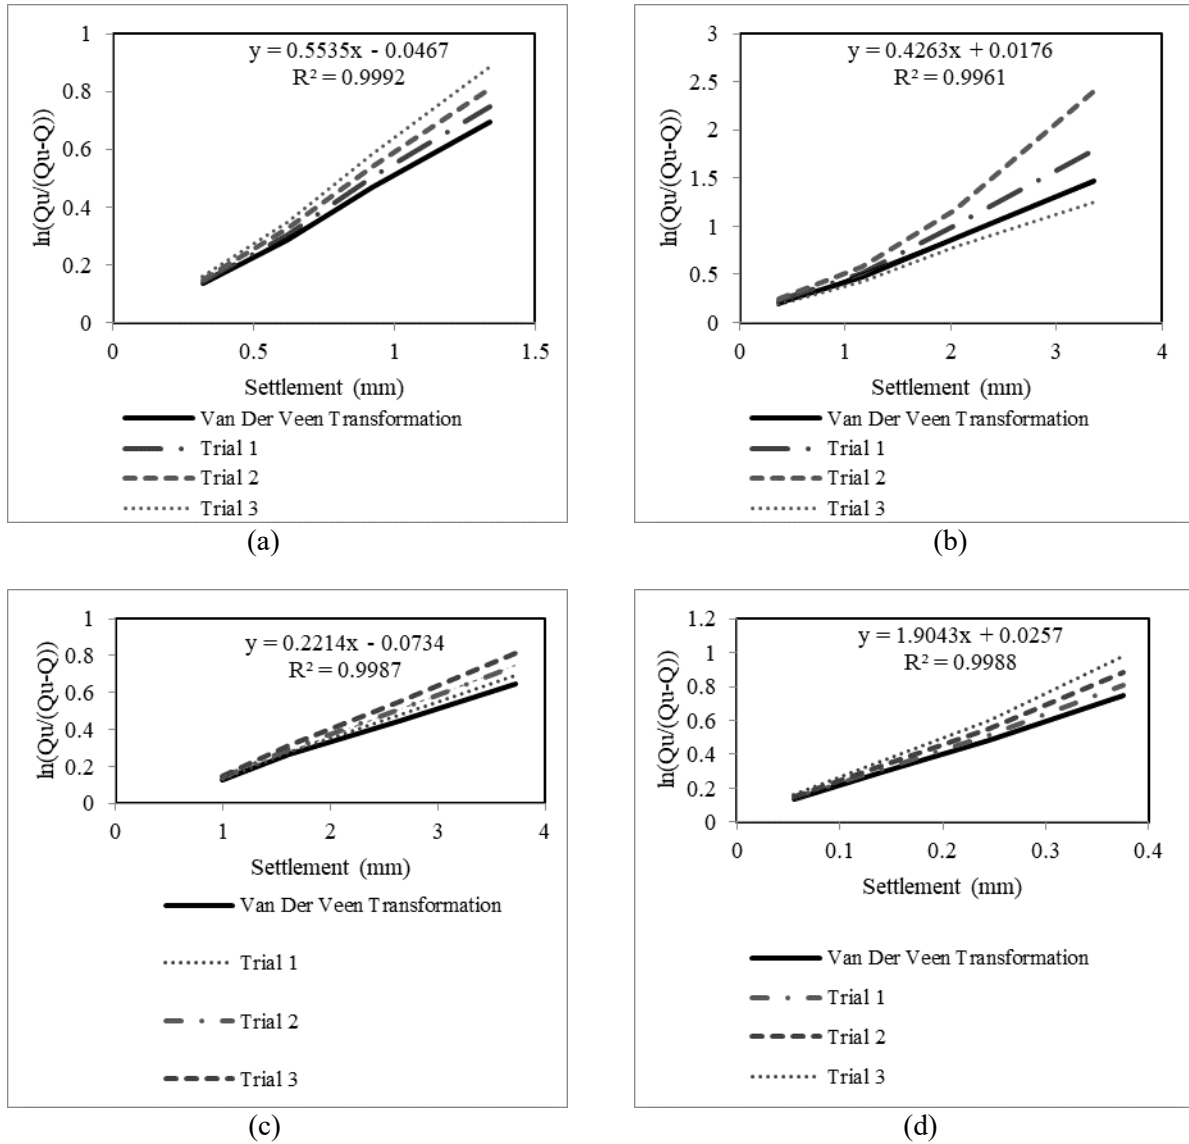 y = 0.5535x - 0.0467
R² = 0.9992
1
0.8
0.6
0.4
0.2
0
ln(Qu/(Qu-Q))
0 0.5 1 1.5
Settlement (mm)
Van Der Veen Transformation
Trial 1
Trial 2
Trial 3
(a)
y = 0.4263x + 0.0176
R² = 0.9961
3
2.5
2
1.5
1
0.5
0
ln(Qu/(Qu-Q))
0 1 2 3 4
Settlement (mm)
Van Der Veen Transformation
Trial 1
Trial 2
Trial 3
(b)
y = 0.2214x - 0.0734
R² = 0.9987
1
0.8
0.6
0.4
0.2
0
ln(Qu/(Qu-Q))
0 1 2 3 4
Settlement (mm)
Van Der Veen Transformation
Trial 1
Trial 2
Trial 3
(c)
y = 1.9043x + 0.0257
R² = 0.9988
1.2
1
0.8
0.6
0.4
0.2
0
ln(Qu/(Qu-Q))
0 0.1 0.2 0.3 0.4
Settlement (mm)
Van Der Veen Transformation
Trial 1
Trial 2
Trial 3
(d)